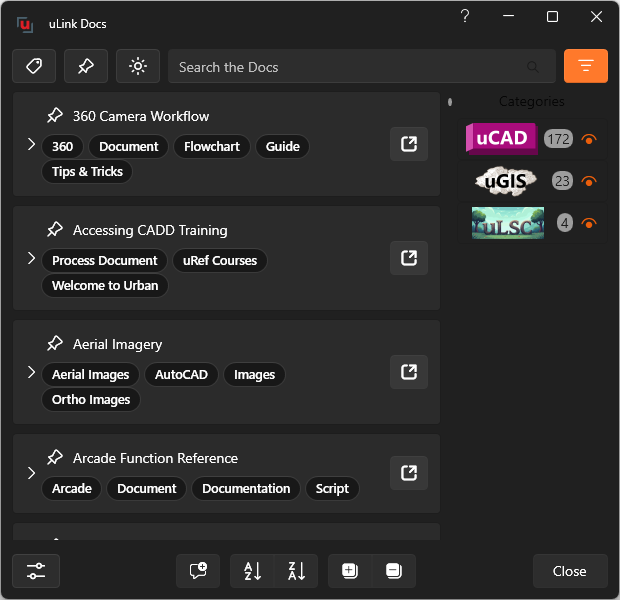 uLink Docs
Search the Docs
Categories
360 Camera Workflow
360 Document Flowchart Guide
Tips & Tricks
Accessing CADD Training
Process Document uRef Courses
Welcome to Urban
Aerial Imagery
Aerial Images AutoCAD Images
Ortho Images
Arcade Function Reference
Arcade Document Documentation Script
uCAD 172
uGIS 23
uLSC 4
Close